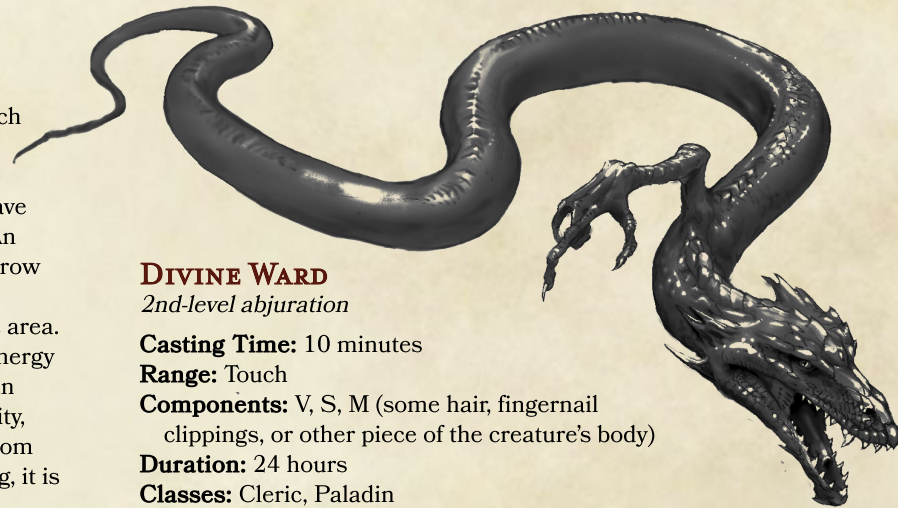 ch
ave
An
row
area.
nergy
n
ity,
om
g, it is
Divine Ward
2nd-level abjuration
Casting Time: 10 minutes
Range: Touch
Components: V, S, M (some hair, fingernail
clippings, or other piece of the creature's body)
Duration: 24 hours
Classes: Cleric, Paladin